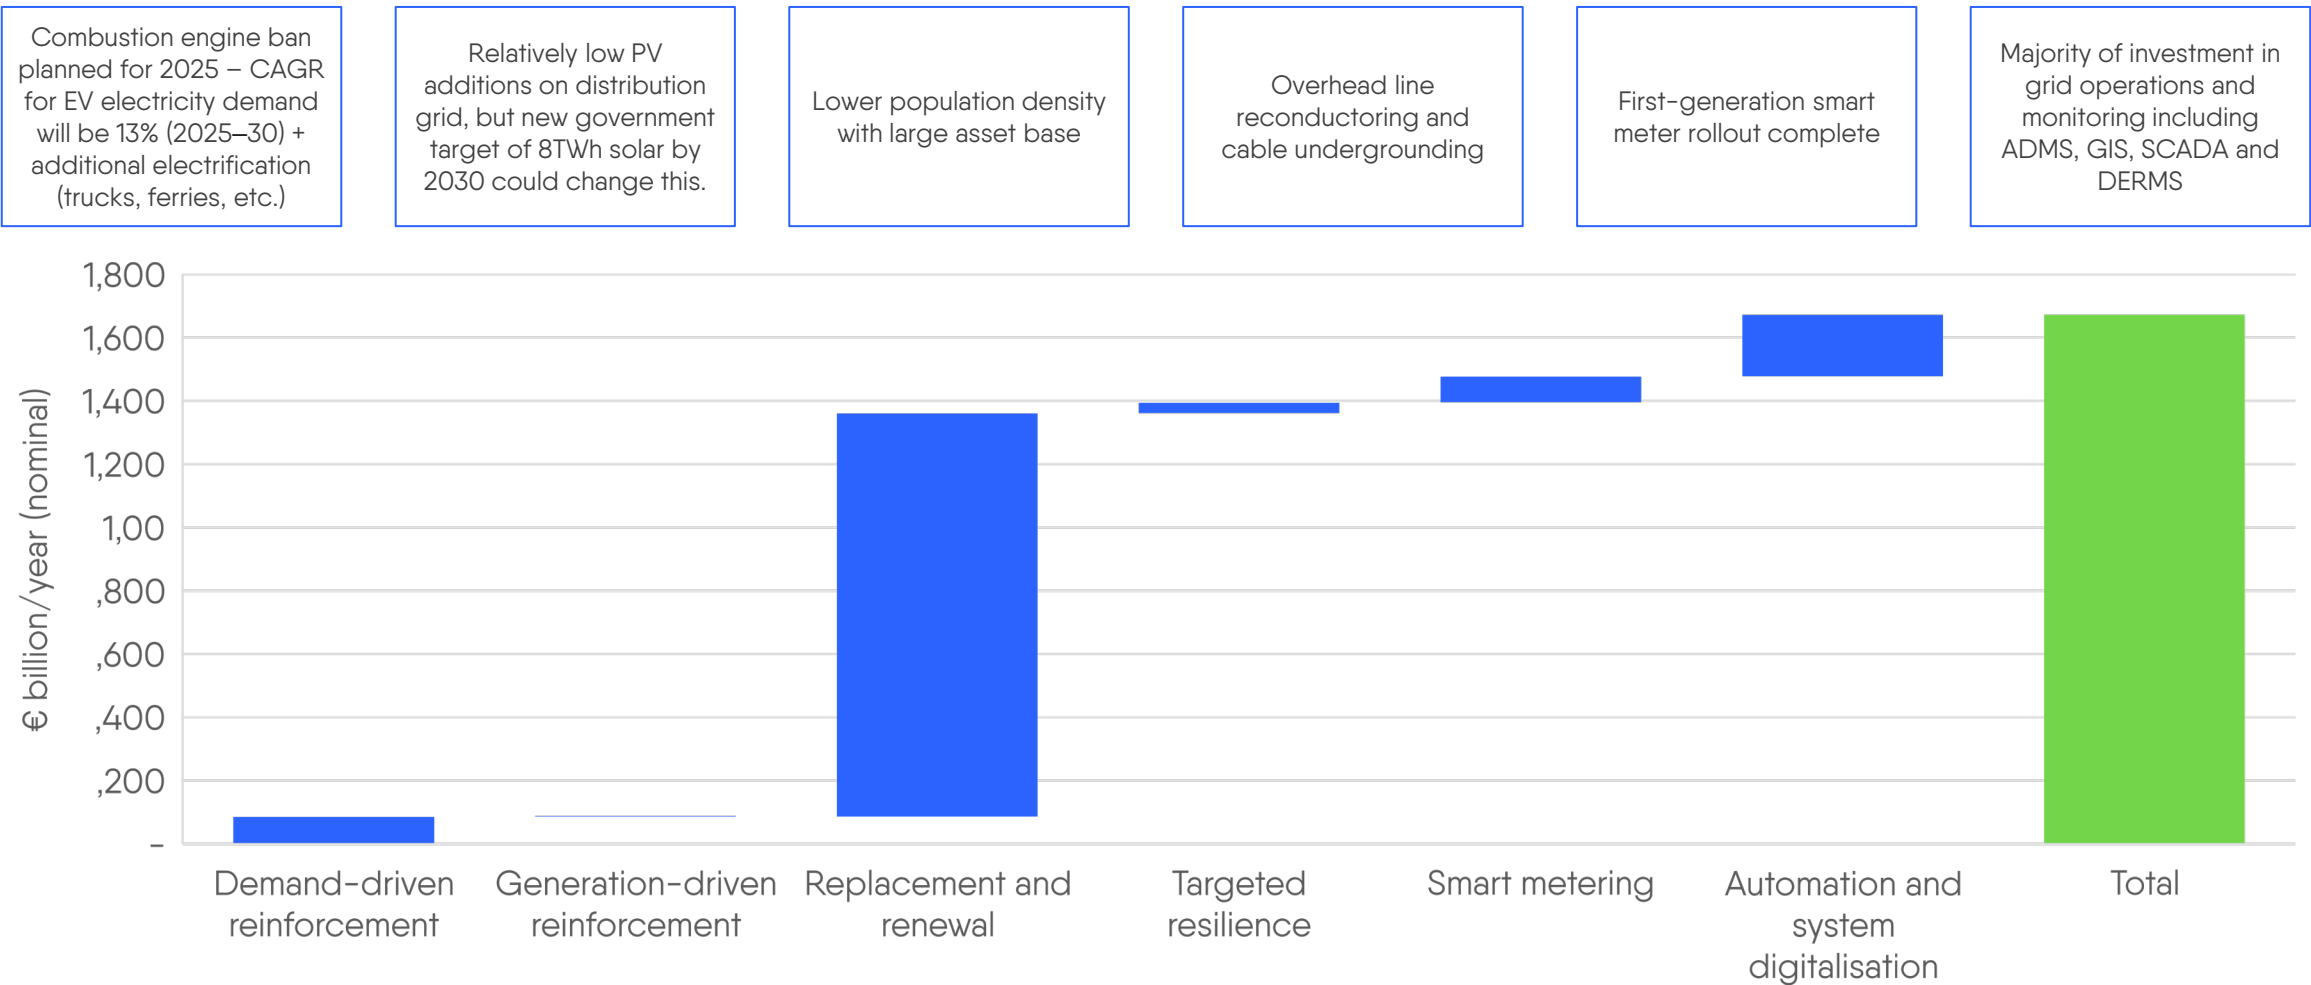 Combustion engine ban
planned for 2025 – CAGR
for EV electricity demand
will be 13% (2025–30) +
additional electrification
(trucks, ferries, etc.)
Relatively low PV
additions on distribution
grid, but new government
target of 8TWh solar by
2030 could change this.
Lower population density
with large asset base
Overhead line
reconductoring and
cable undergrounding
First-generation smart
meter rollout complete
Majority of investment in
grid operations and
monitoring including
ADMS, GIS, SCADA and
DERMS
€ billion/year (nominal)
1,800
1,600
1,400
1,200
1,00
,800
,600
,400
,200
–
Demand-driven
reinforcement
Generation-driven
reinforcement
Replacement and
renewal
Targeted
resilience
Smart metering
Automation and
system
digitalisation
Total